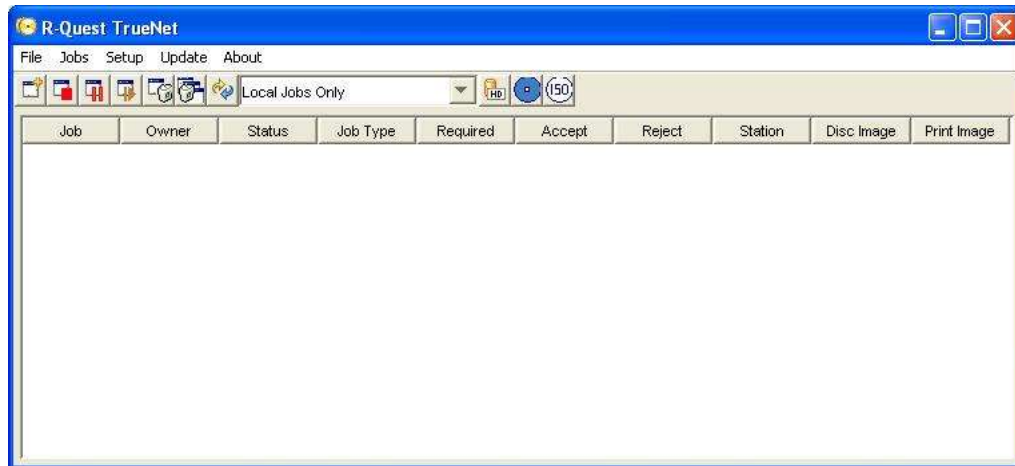 R-Quest TrueNet
File Jobs Setup Update About
Local Jobs Only HD ISO
Job Owner Status Job Type Required Accept Reject Station Disc Image Print Image